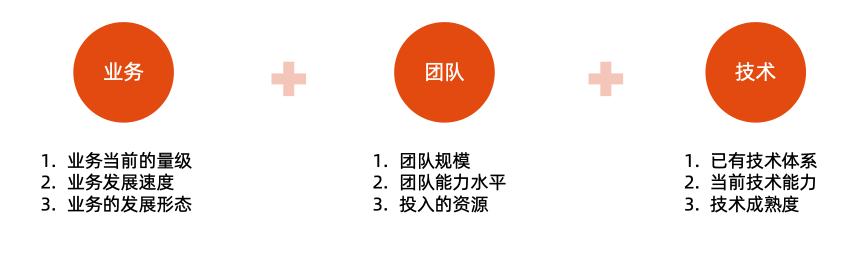 业务
团队
技术
1. 业务当前的量级
2. 业务发展速度
3. 业务的发展形态
1. 团队规模
2. 团队能力水平
3. 投入的资源
1. 已有技术体系
2. 当前技术能力
3. 技术成熟度